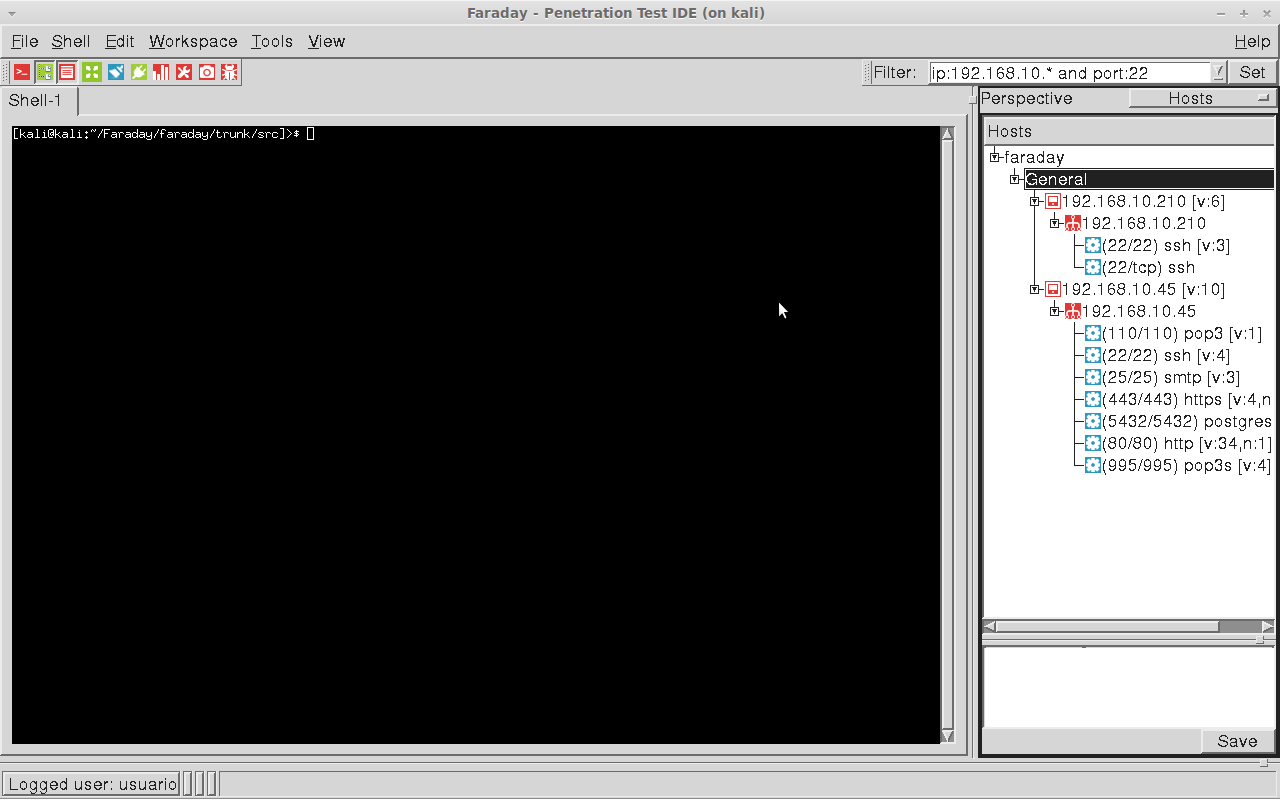 Faraday - Penetration Test IDE (on kali)
File Shell Edit Workspace Tools View Help
Filter: ip:192.168.10.* and port:22 Set
Shell-1
Perspective Hosts
[kali@kali:~/Faraday/faraday/trunk/src]>$
Hosts
faraday
General
192.168.10.210 [v:6]
192.168.10.210
(22/22) ssh [v:3]
(22/tcp) ssh
192.168.10.45 [v:10]
192.168.10.45
(110/110) pop3 [v:1]
(22/22) ssh [v:4]
(25/25) smtp [v:3]
(443/443) https [v:4,n
(5432/5432) postgres
(80/80) http [v:34,n:1]
(995/995) pop3s [v:4]
Save
Logged user: usuario